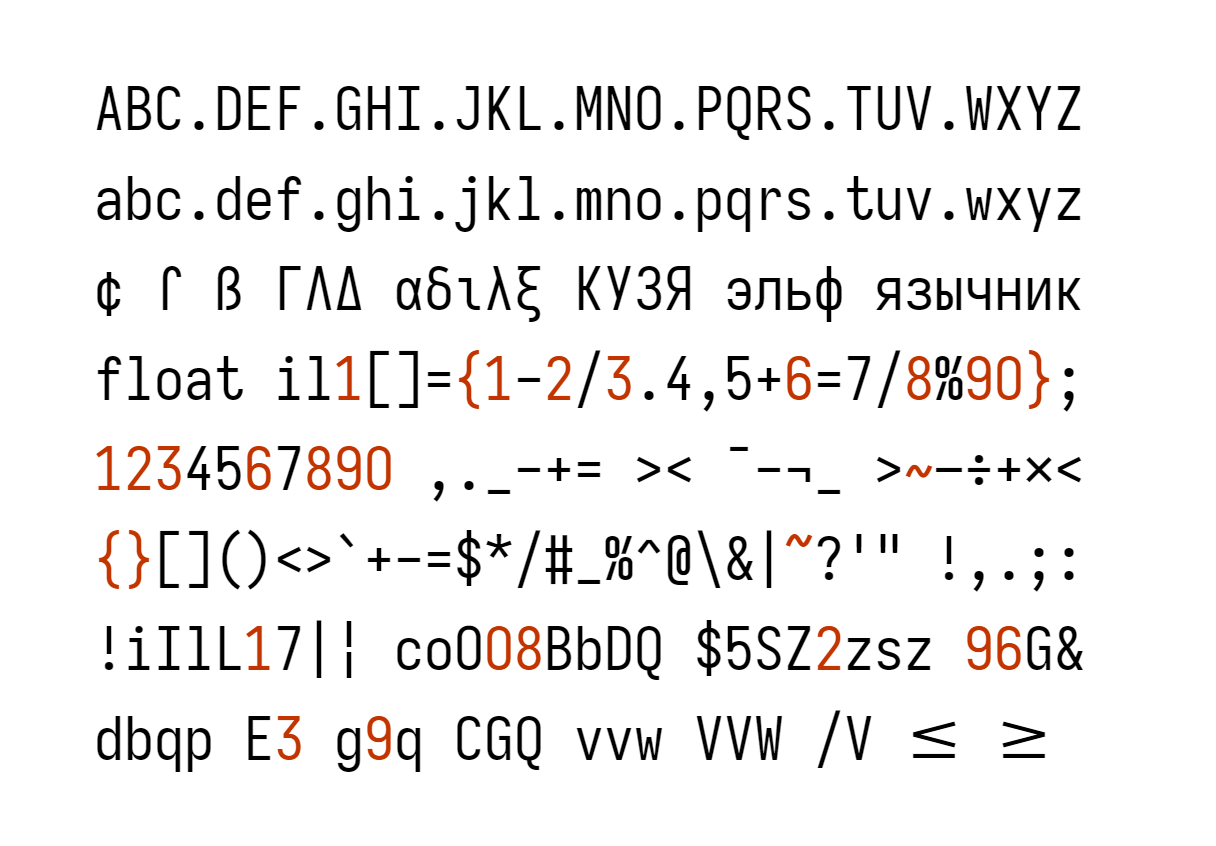 ABC.DEF.GHI.JKL.MNO.PQRS.TUV.WXYZ
abc.def.ghi.jkl.mno.pqrs.tuv.wxyz
¢ ſ ß ΓΛΔ αδιλξ КУЗЯ эльф язычник
float il1[]={1-2/3.4,5+6=7/8%90};
1234567890 ,._-+= >< ¯-¬_ >~−÷+×<
{}[]()<>`+-=$*/#_%^@\&|~?'" !,.;:
!iIlL17|¦ coO08BbDQ $5SZ2zsz 96G&
dbqp E3 g9q CGQ vvw VVW /V ≤ ≥